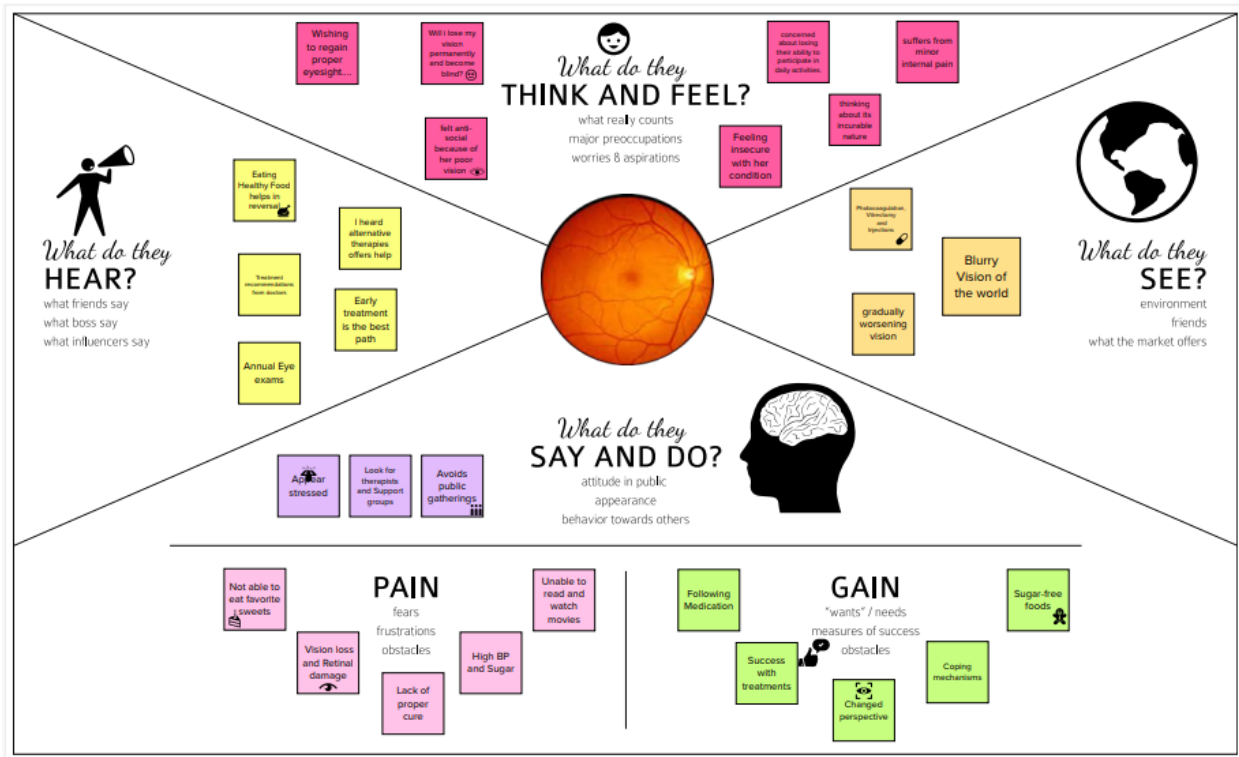 Wishing
to regain
proper
eyesight....
Will i lose my
vision
permanently
and become
blind?
felt anti-
social
because of
her poor
vision
What do they
THINK AND FEEL?
what really counts
major preoccupations
worries & aspirations
concerned
about losing
their ability to
participate in
daily activities.
suffers from
minor
internal pain
thinking
about its
incurable
nature
Feeling
insecure
with her
condition
What do they
HEAR?
what friends say
what boss say
what influencers say
Eating
Healthy Food
helps in
reversal
I heard
alternative
therapies
offers help
Treatment
recommendations
from doctors
Early
treatment
is the best
path
Annual Eye
exams
Photocoagulation,
Vitrectomy
and
Injections
Blurry
Vision of
the world
gradually
worsening
vision
What do they
SEE?
environment
friends
what the market offers
What do they
SAY AND DO?
attitude in public
appearance
behavior towards others
Appear
stressed
Look for
therapists
and Support
groups
Avoids
public
gatherings
PAIN
fears
frustrations
obstacles
Not able to
eat favorite
sweets
Vision loss
and Retinal
damage
Lack of
proper
cure
High BP
and Sugar
Unable to
read and
watch
movies
GAIN
"wants" / needs
measures of success
obstacles
Following
Medication
Success
with
treatments
Changed
perspective
Coping
mechanisms
Sugar-free
foods